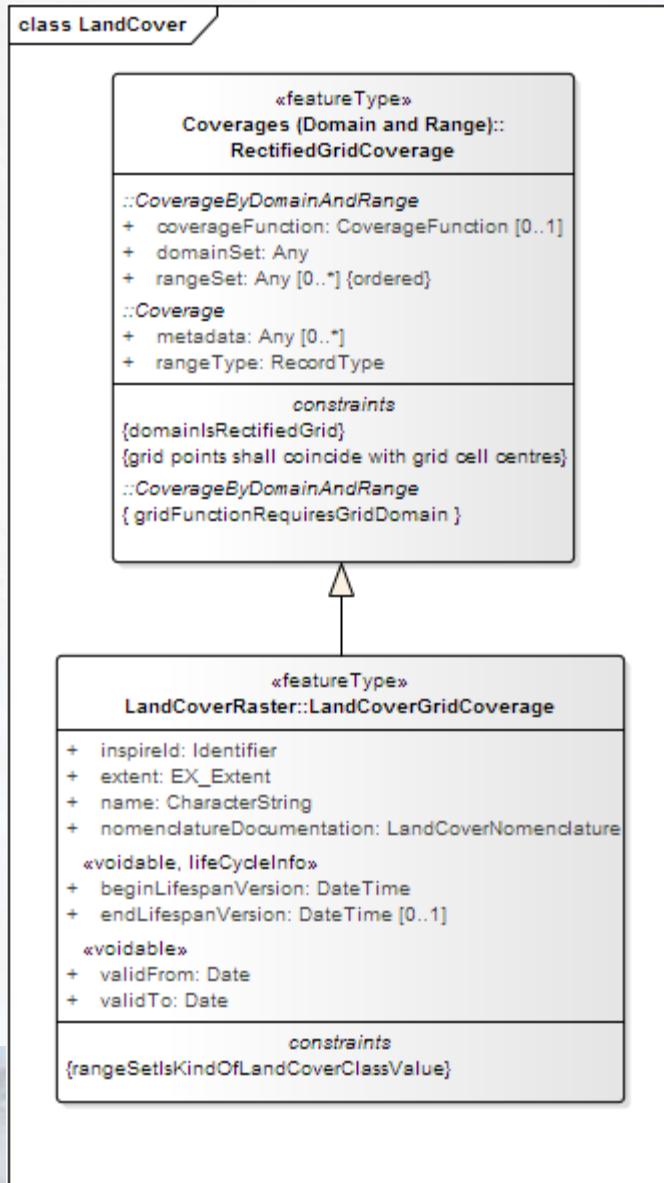 class LandCover
«featureType»
Coverages (Domain and Range)::
RectifiedGridCoverage
::CoverageByDomainAndRange
+ coverageFunction: CoverageFunction [0..1]
+ domainSet: Any
+ rangeSet: Any [0..*] {ordered}
::Coverage
+ metadata: Any [0..*]
+ rangeType: RecordType
constraints
{domainIsRectifiedGrid}
{grid points shall coincide with grid cell centres}
::CoverageByDomainAndRange
{ gridFunctionRequiresGridDomain }
«featureType»
LandCoverRaster::LandCoverGridCoverage
+ inspireId: Identifier
+ extent: EX_Extent
+ name: CharacterString
+ nomenclatureDocumentation: LandCoverNomenclature
«voidable, lifeCycleInfo»
+ beginLifespanVersion: DateTime
+ endLifespanVersion: DateTime [0..1]
«voidable»
+ validFrom: Date
+ validTo: Date
constraints
{rangeSetIsKindOfLandCoverClassValue}